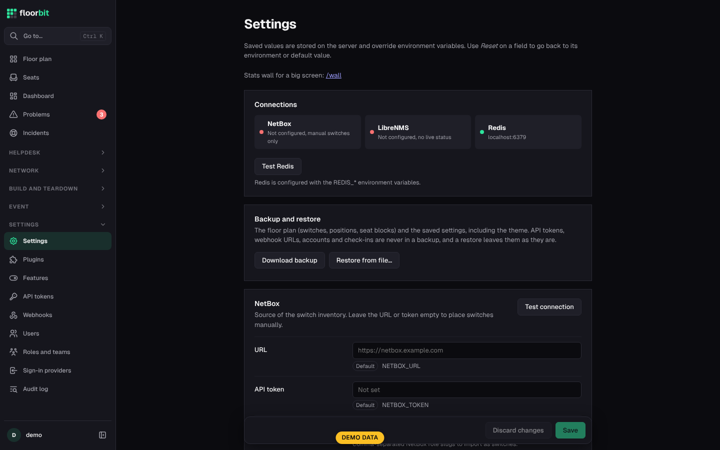 floorbit
Go to...
Ctrl K
Floor plan
Seats
Dashboard
Problems
3
Incidents
HELPDESK
NETWORK
BUILD AND TEARDOWN
EVENT
SETTINGS
Settings
Plugins
Features
API tokens
Webhooks
Users
Roles and teams
Sign-in providers
Audit log
D
demo
Settings
Saved values are stored on the server and override environment variables. Use Reset on a field to go back to its
environment or default value.
Stats wall for a big screen: /wall
Connections
NetBox
Not configured, manual switches
only
LibreNMS
Not configured, no live status
Redis
localhost:6379
Test Redis
Redis is configured with the REDIS_* environment variables.
Backup and restore
The floor plan (switches, positions, seat blocks) and the saved settings, including the theme. API tokens,
webhook URLs, accounts and check-ins are never in a backup, and a restore leaves them as they are.
Download backup
Restore from file…
NetBox
Source of the switch inventory. Leave the URL or token empty to place switches
manually.
Test connection
URL
https://netbox.example.com
Default
NETBOX_URL
API token
Not set
Default
NETBOX_TOKEN
Discard changes
Save
DEMO DATA